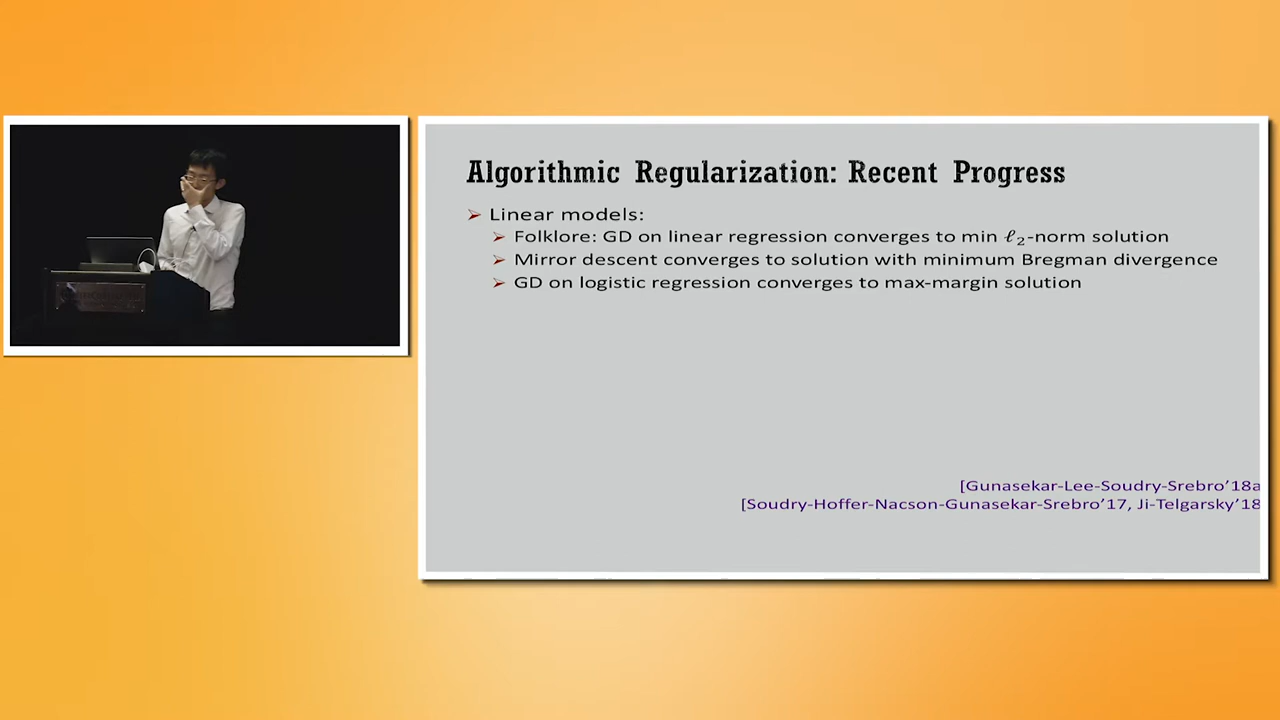 Algorithmic Regularization: Recent Progress
➤ Linear models:
➤ Folklore: GD on linear regression converges to min ℓ₂-norm solution
➤ Mirror descent converges to solution with minimum Bregman divergence
➤ GD on logistic regression converges to max-margin solution
[Gunasekar-Lee-Soudry-Srebro’18a
[Soudry-Hoffer-Nacson-Gunasekar-Srebro’17, Ji-Telgarsky’18